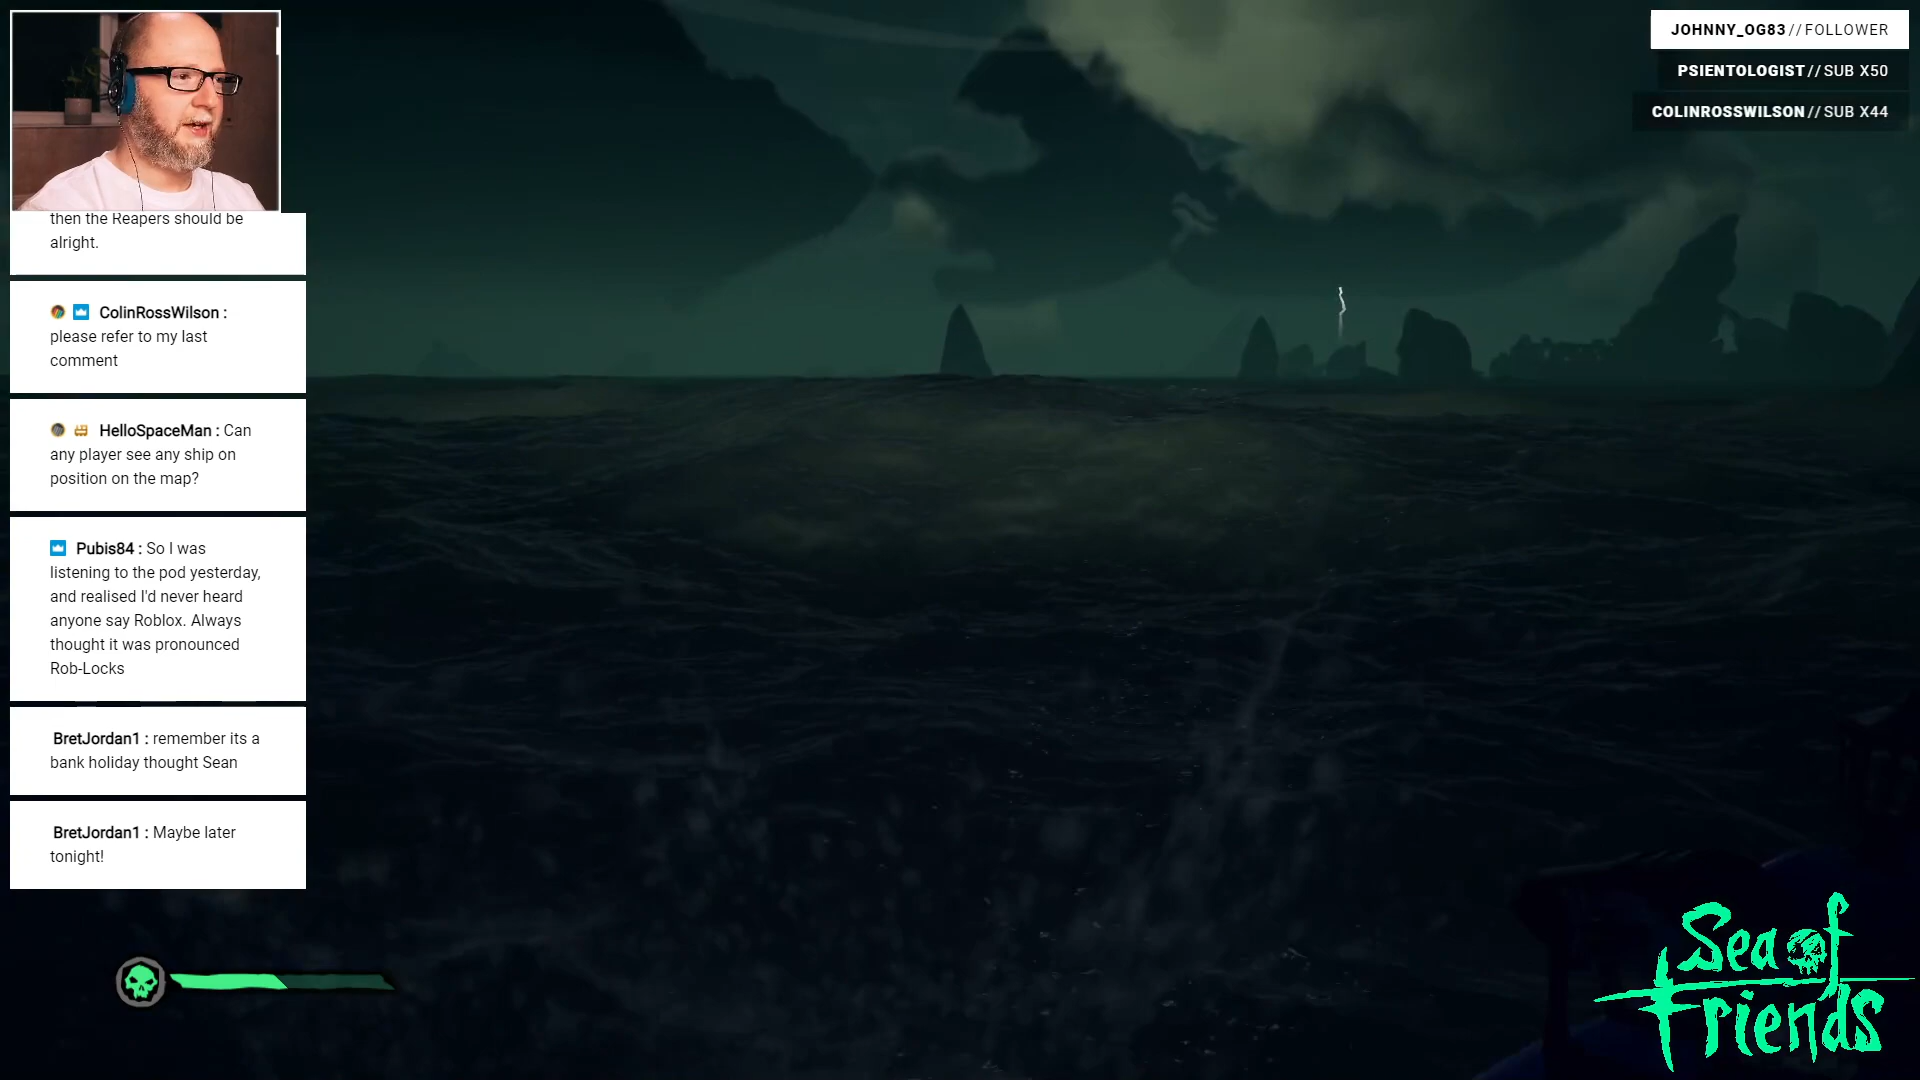 JOHNNY_OG83//FOLLOWER
PSIENTOLOGIST//SUB X50
COLINROSSWILSON//SUB X44
then the Reapers should be
alright.
ColinRossWilson :
please refer to my last
comment
HelloSpaceMan : Can
any player see any ship on
position on the map?
Pubis84 : So I was
listening to the pod yesterday,
and realised I'd never heard
anyone say Roblox. Always
thought it was pronounced
Rob-Locks
BretJordan1 : remember its a
bank holiday thought Sean
BretJordan1 : Maybe later
tonight!
Sea of
Friends